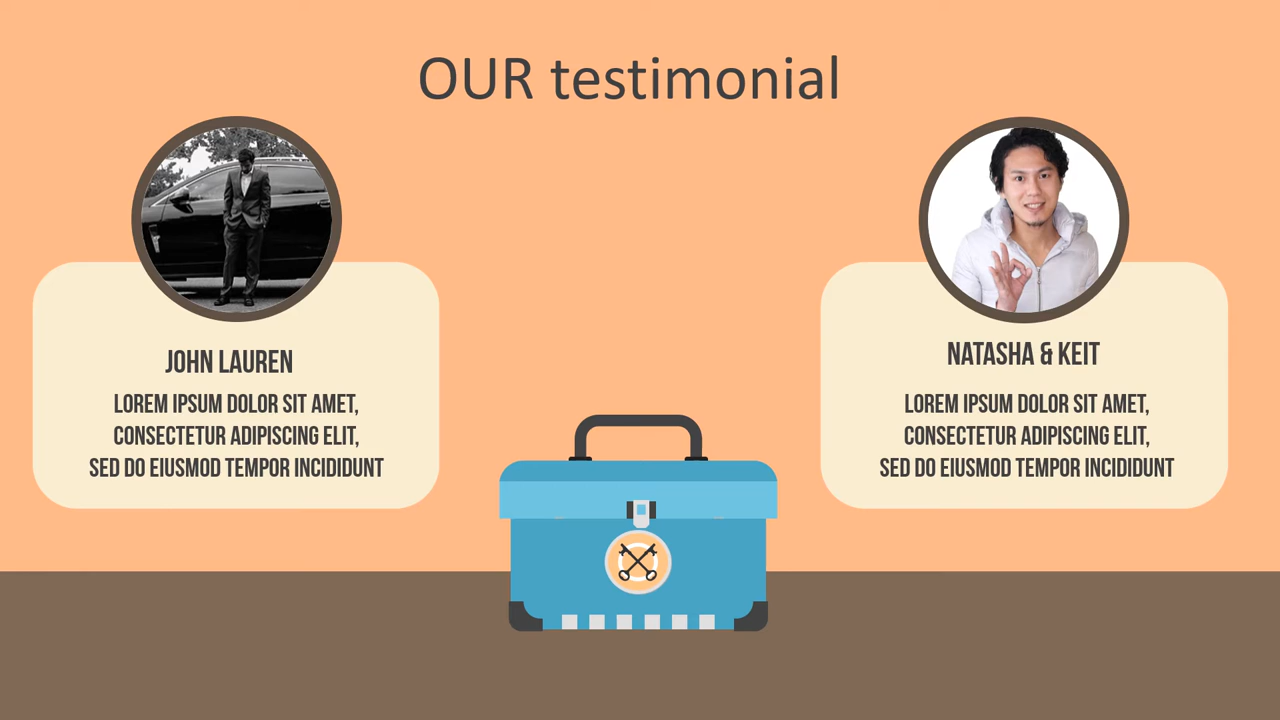 OUR testimonial
JOHN LAUREN
LOREM IPSUM DOLOR SIT AMET,
CONSECTETUR ADIPISCING ELIT,
SED DO EIUSMOD TEMPOR INCIDIDUNT
NATASHA & KEIT
LOREM IPSUM DOLOR SIT AMET,
CONSECTETUR ADIPISCING ELIT,
SED DO EIUSMOD TEMPOR INCIDIDUNT